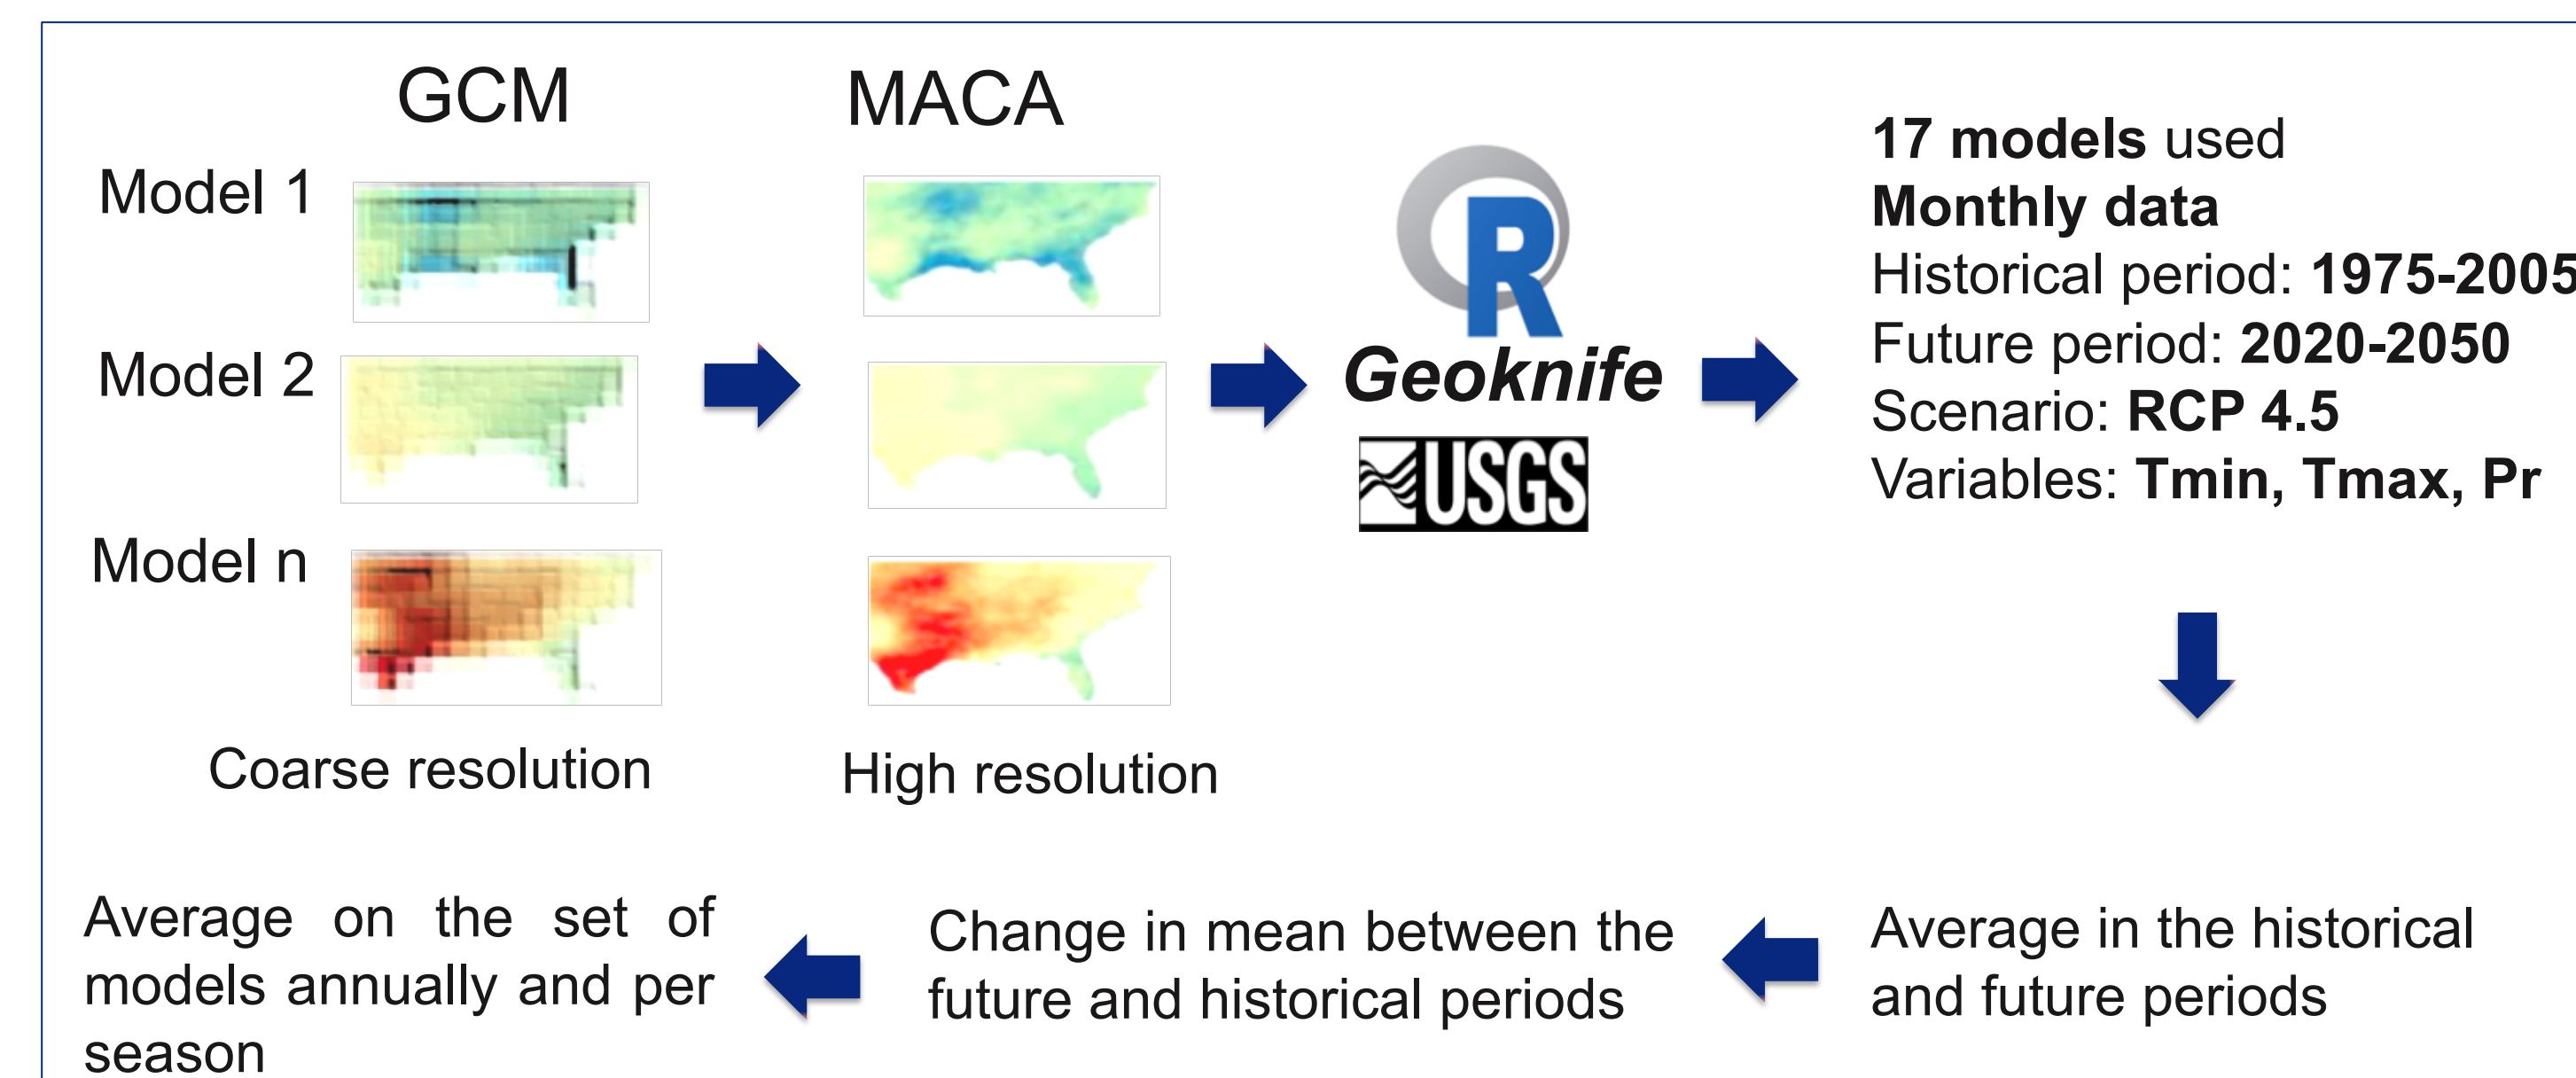 GCM
MACA
Model 1
Model 2
Model n
Coarse resolution
High resolution
R
Geoknife
USGS
17 models used
Monthly data
Historical period: 1975-2005
Future period: 2020-2050
Scenario: RCP 4.5
Variables: Tmin, Tmax, Pr
Average in the historical
and future periods
Change in mean between the
future and historical periods
Average on the set of
models annually and per
season